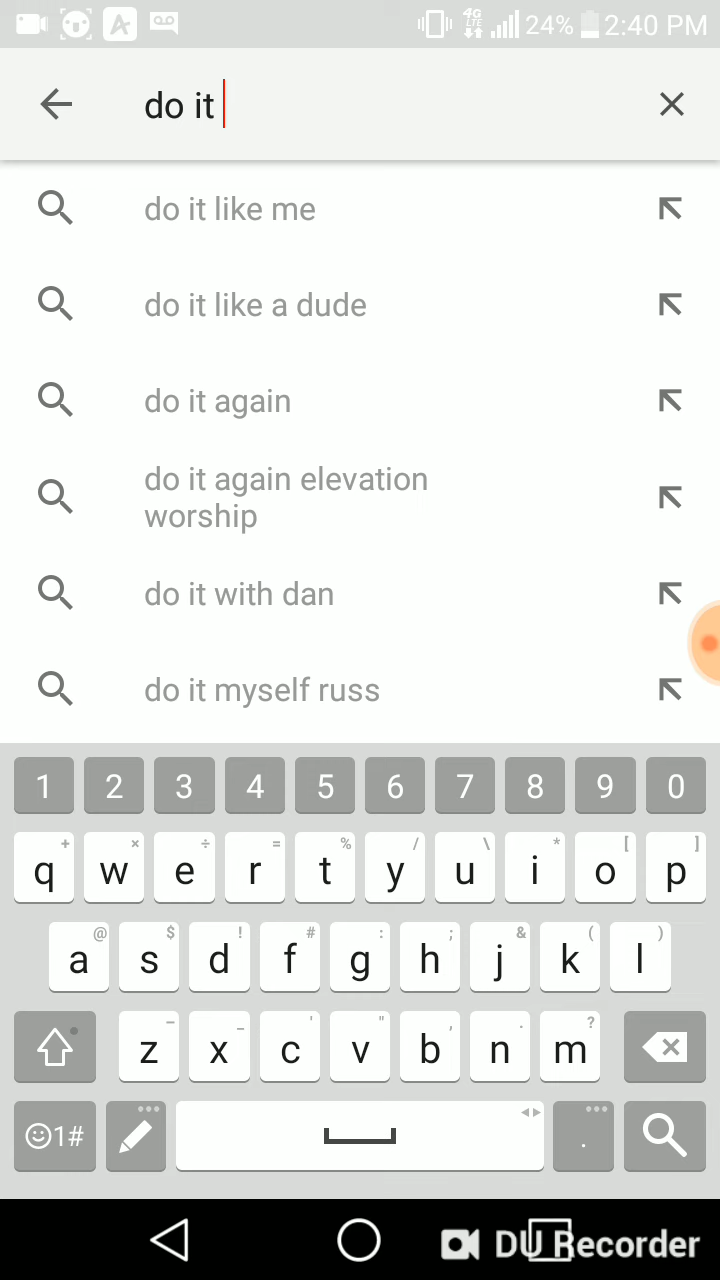 4G
LTE
24%
2:40 PM
do it
do it like me
do it like a dude
do it again
do it again elevation
worship
do it with dan
do it myself russ
1 2 3 4 5 6 7 8 9 0
+ × ÷ = % / \ * [ ]
q w e r t y u i o p
@ $ ! # : ; & ( )
a s d f g h j k l
– _ ' " , . ?
z x c v b n m
1# .
DU Recorder